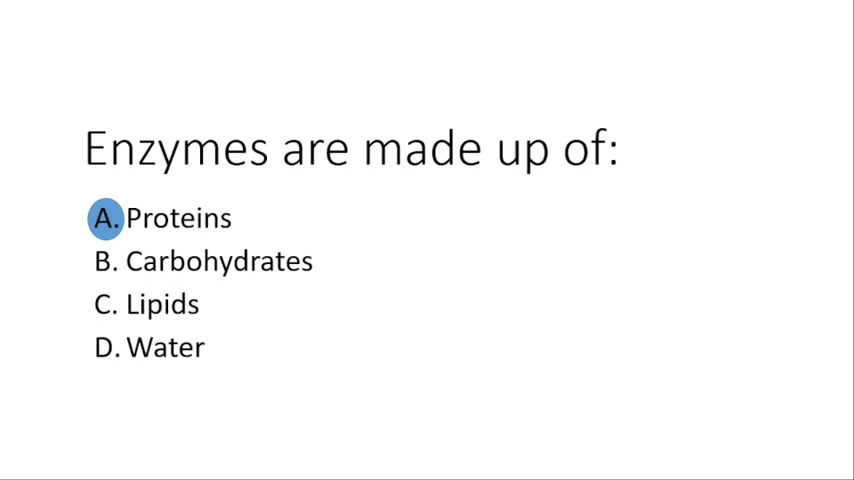 Enzymes are made up of:
A. Proteins
B. Carbohydrates
C. Lipids
D. Water